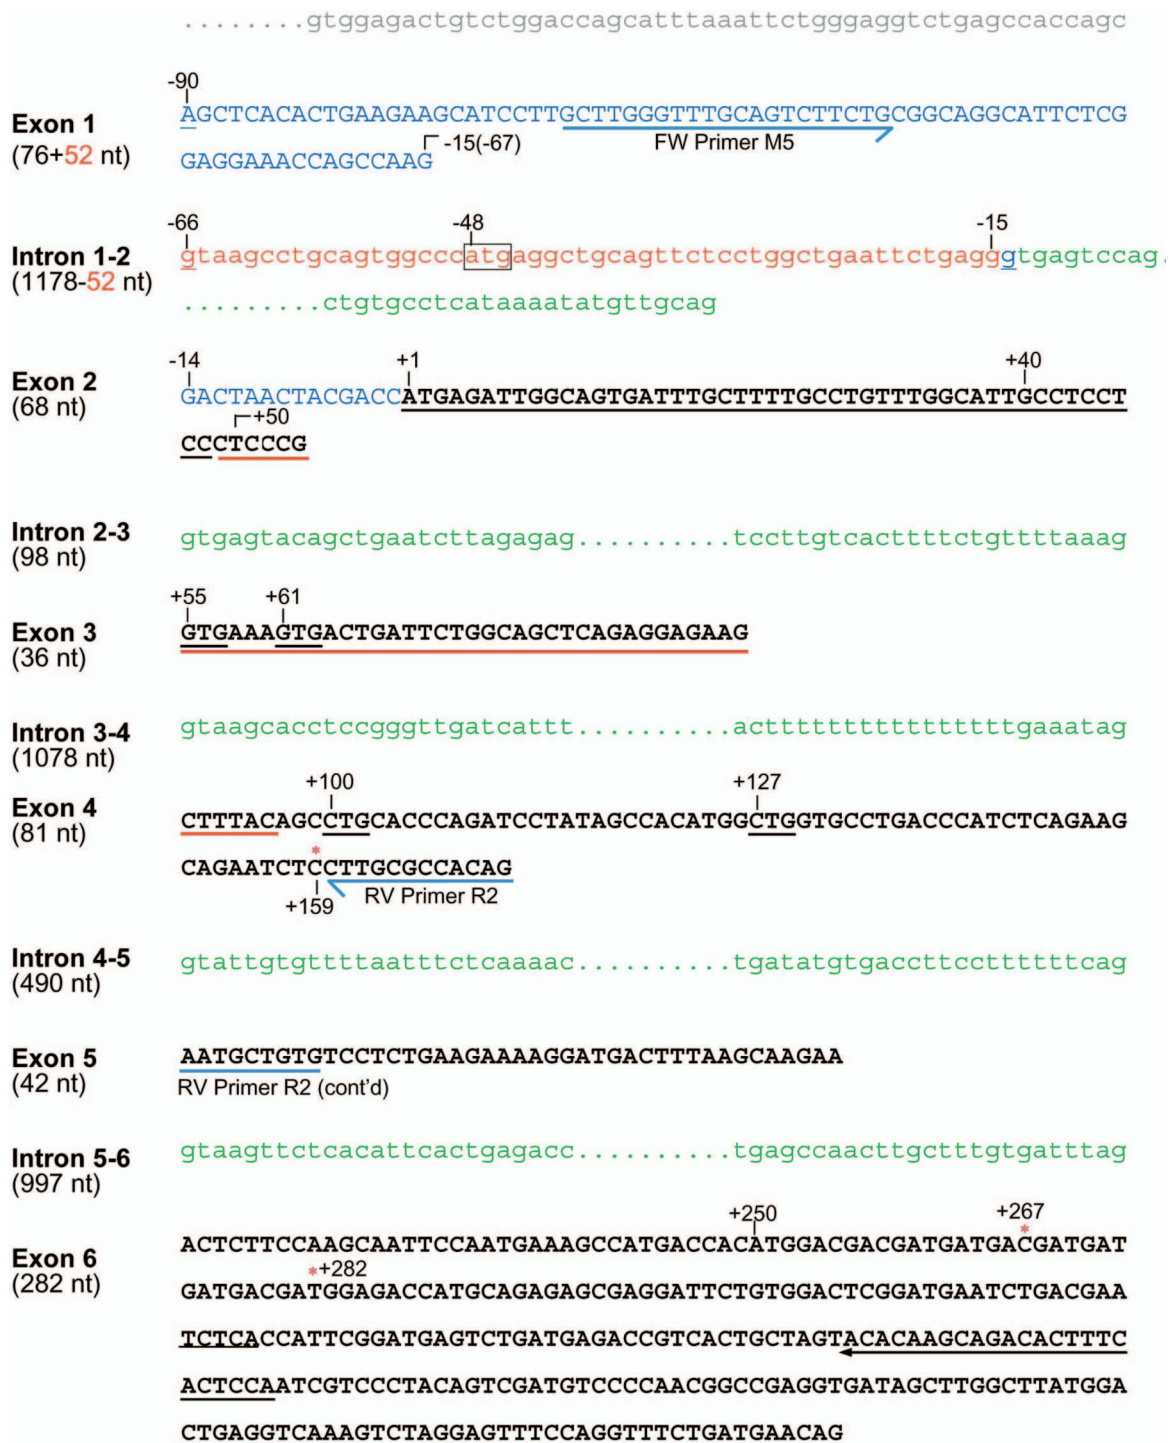 ........gtggagactgtctggaccagcatttaaattctgggaggtctgagccaccagc
-90
Exon 1 AGCTCACACTGAAGAAGCATCCTTGCTTGGGTTTGCAGTCTTCTGCGGCAGGCATTCTCG
(76+52 nt) -15(-67) FW Primer M5
GAGGAAACCAGCCAAG
-66 -48 -15
Intron 1-2 gtaagcctgcagtggcccatgaggctgcagttctcctggctgaattctgagggtgagtccag.
(1178-52 nt)
.........ctgtgcctcataaaatatgttgcag
-14 +1 +40
Exon 2 GACTAACTACGACCATGAGATTGGCAGTGATTTGCTTTTGCCTGTTTGGCATTGCCTCCT
(68 nt) +50
CCCTCCCG
Intron 2-3 gtgagtacagctgaatcttagagag..........tccttgtcacttttctgttttaaag
(98 nt)
+55 +61
Exon 3 GTGAAAGTGACTGATTCTGGCAGCTCAGAGGAGAAG
(36 nt)
Intron 3-4 gtaagcacctccgggttgatcattt..........acttttttttttttttttgaaatag
(1078 nt)
+100 +127
Exon 4 CTTTACAGCCCTGCACCCAGATCCTATAGCCACATGGCTGGTGCCTGACCCATCTCAGAAG
(81 nt) *
CAGAATCTCCTTGCGCCACAG
+159 RV Primer R2
Intron 4-5 gtattgtgttttaatttctcaaaac..........tgatatgtgaccttccttttttcag
(490 nt)
Exon 5 AATGCTGTGTCCTCTGAAGAAAAGGATGACTTTAAGCAAGAA
(42 nt) RV Primer R2 (cont'd)
Intron 5-6 gtaagttctcacattcactgagacc..........tgagccaacttgctttgtgatttag
(997 nt)
+250 +267
*
Exon 6 ACTCTTCCAAGCAATTCCAATGAAAGCCATGACCACATGGACGACGATGATGACGATGAT
(282 nt) *+282
GATGACGATGGAGACCATGCAGAGAGCGAGGATTCTGTGGACTCGGATGAATCTGACGAA
TCTCACCATTCGGATGAGTCTGATGAGACCGTCACTGCTAGTACACAAGCAGACACTTTC
ACTCCAATCGTCCCTACAGTCGATGTCCCCAACGGCCGAGGTGATAGCTTGGCTTATGGA
CTGAGGTCAAAGTCTAGGAGTTTCCAGGTTTCTGATGAACAG